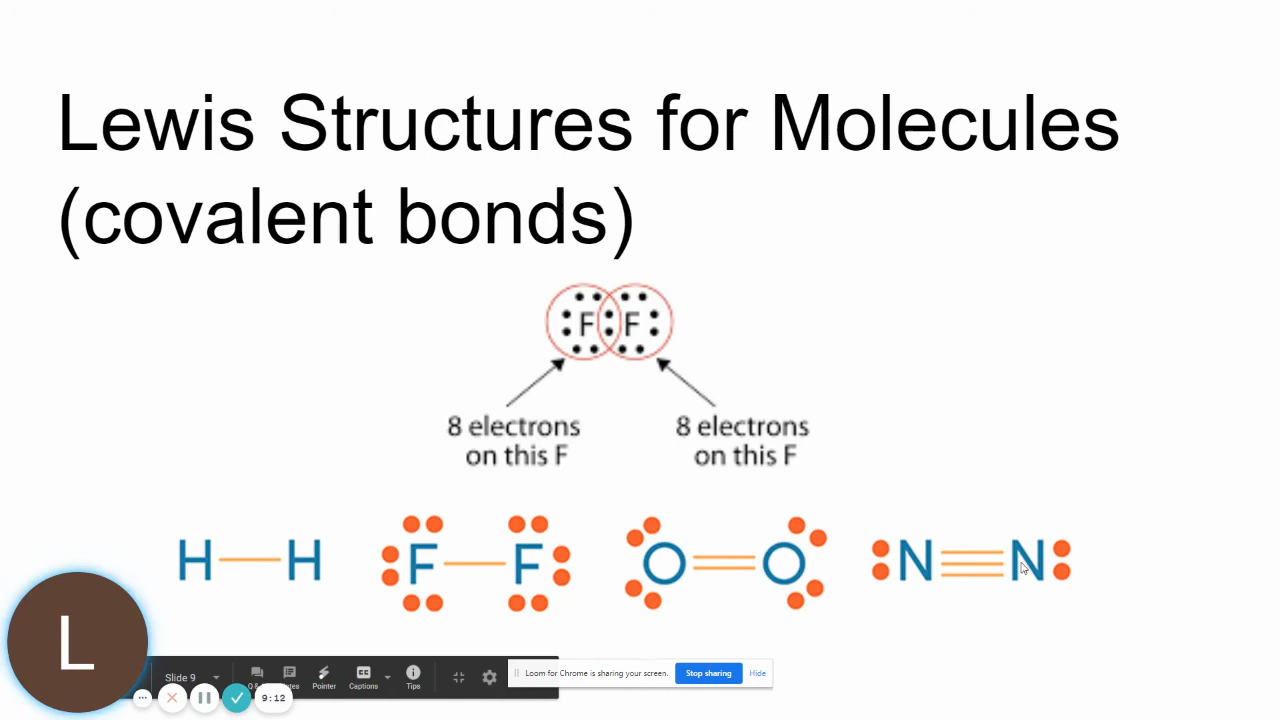 Lewis Structures for Molecules
(covalent bonds)
F F
8 electrons
on this F
8 electrons
on this F
H H
F F
O O
N N
L
Slide 9
Pointer
Captions
Tips
Loom for Chrome is sharing your screen.
Stop sharing
Hide
9:12